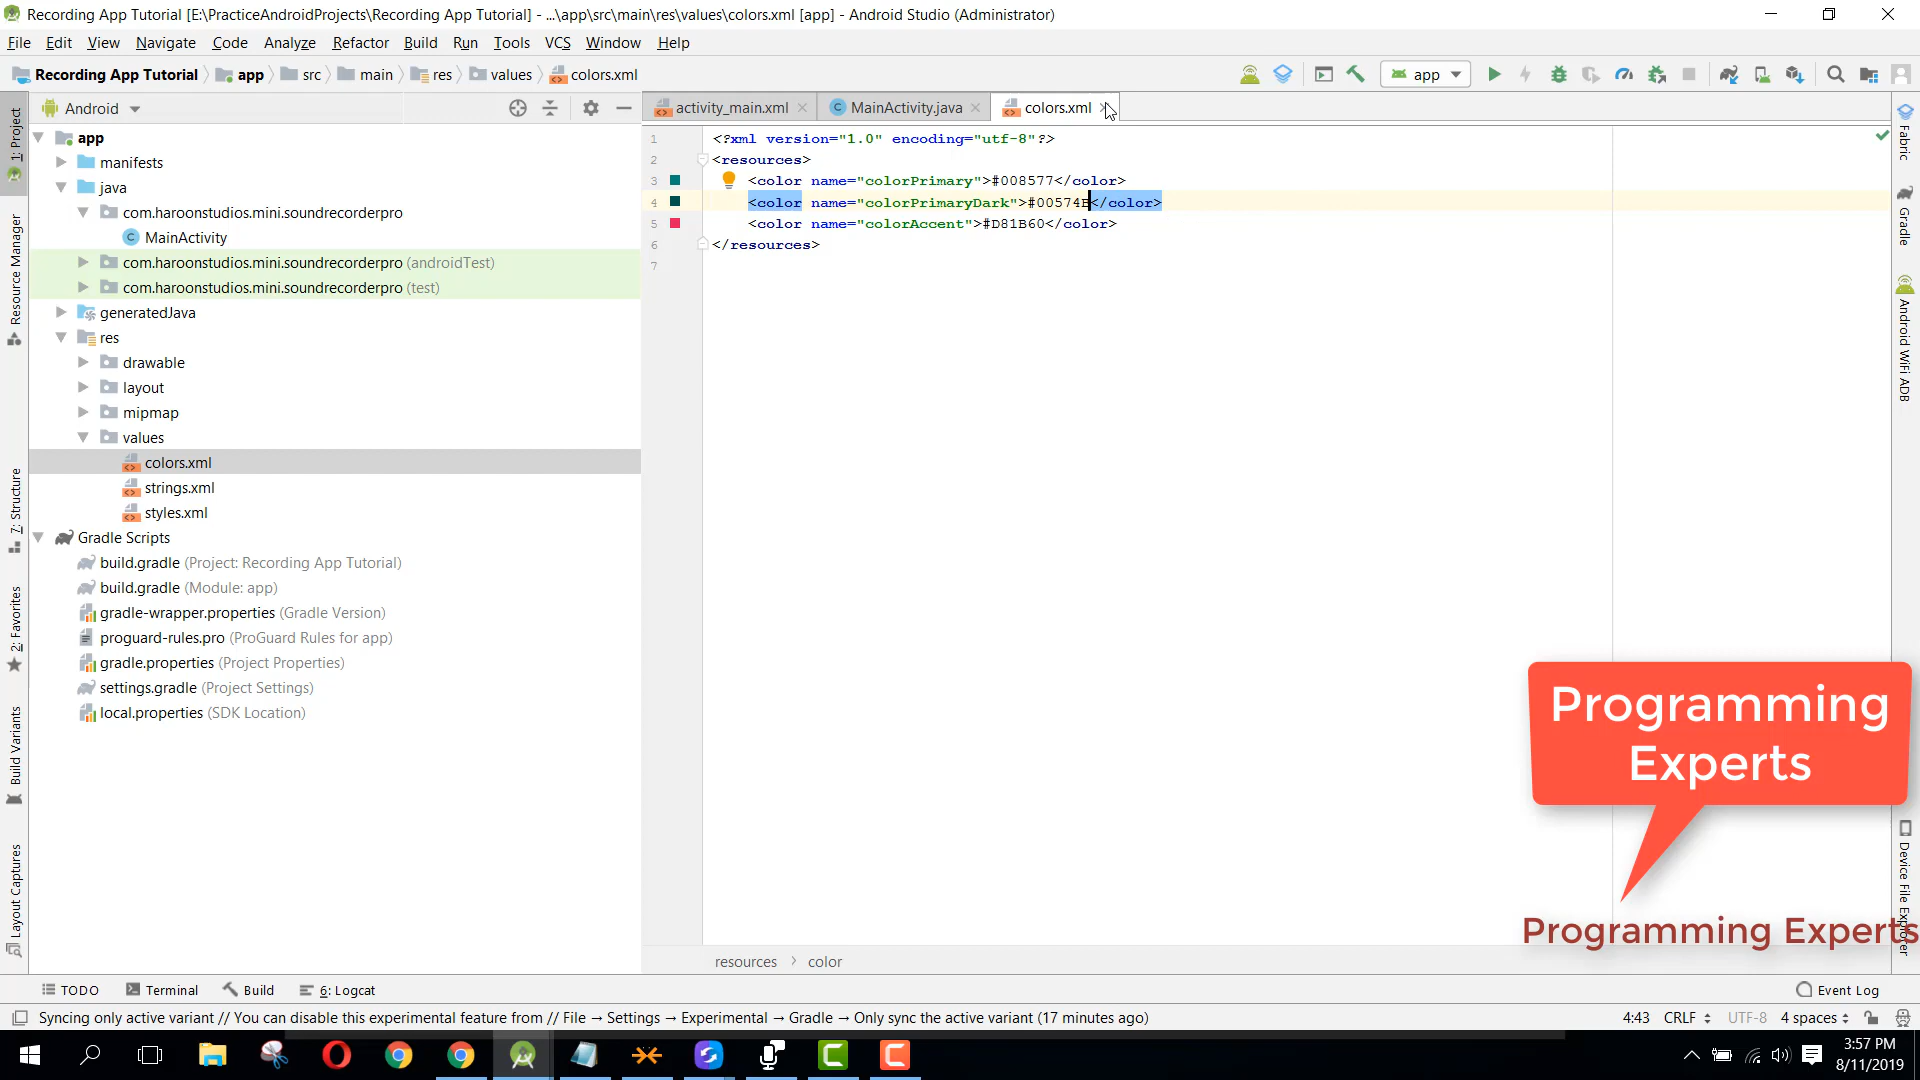 Recording App Tutorial [E:\PracticeAndroidProjects\Recording App Tutorial] - ...\app\src\main\res\values\colors.xml [app] - Android Studio (Administrator)
File Edit View Navigate Code Analyze Refactor Build Run Tools VCS Window Help
Recording App Tutorial app src main res values colors.xml app
Android activity_main.xml MainActivity.java colors.xml
app
manifests
java
com.haroonstudios.mini.soundrecorderpro
MainActivity
com.haroonstudios.mini.soundrecorderpro (androidTest)
com.haroonstudios.mini.soundrecorderpro (test)
generatedJava
res
drawable
layout
mipmap
values
colors.xml
strings.xml
styles.xml
Gradle Scripts
build.gradle (Project: Recording App Tutorial)
build.gradle (Module: app)
gradle-wrapper.properties (Gradle Version)
proguard-rules.pro (ProGuard Rules for app)
gradle.properties (Project Properties)
settings.gradle (Project Settings)
local.properties (SDK Location)
1 <?xml version="1.0" encoding="utf-8"?>
2 <resources>
3 <color name="colorPrimary">#008577</color>
4 <color name="colorPrimaryDark">#00574B</color>
5 <color name="colorAccent">#D81B60</color>
6 </resources>
7
1: Project
Resource Manager
7: Structure
2: Favorites
Build Variants
Layout Captures
Fabric
Gradle
Android WiFi ADB
Device File Explorer
Programming
Experts
Programming Experts
resources color
TODO Terminal Build 6: Logcat Event Log
Syncing only active variant // You can disable this experimental feature from // File → Settings → Experimental → Gradle → Only sync the active variant (17 minutes ago) 4:43 CRLF UTF-8 4 spaces
3:57 PM
8/11/2019